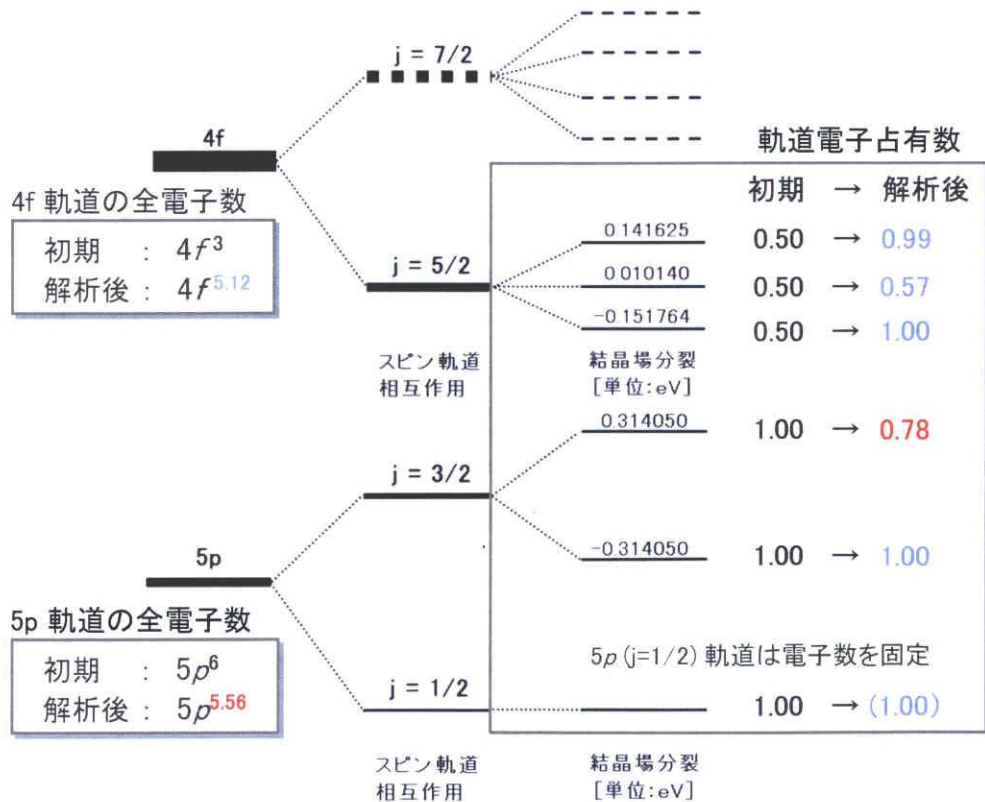 j = 7/2
4f
軌道電子占有数
初期 → 解析後
4f 軌道の全電子数
初期 : 4f³
解析後 : 4f⁵·¹²
j = 5/2
0.141625
0.50 → 0.99
0.010140
0.50 → 0.57
-0.151764
0.50 → 1.00
スピン軌道
相互作用
結晶場分裂
[単位:eV]
0.314050
1.00 → 0.78
j = 3/2
-0.314050
1.00 → 1.00
5p
5p 軌道の全電子数
初期 : 5p⁶
解析後 : 5p⁵·⁵⁶
5p (j=1/2) 軌道は電子数を固定
j = 1/2
1.00 → (1.00)
スピン軌道
相互作用
結晶場分裂
[単位:eV]